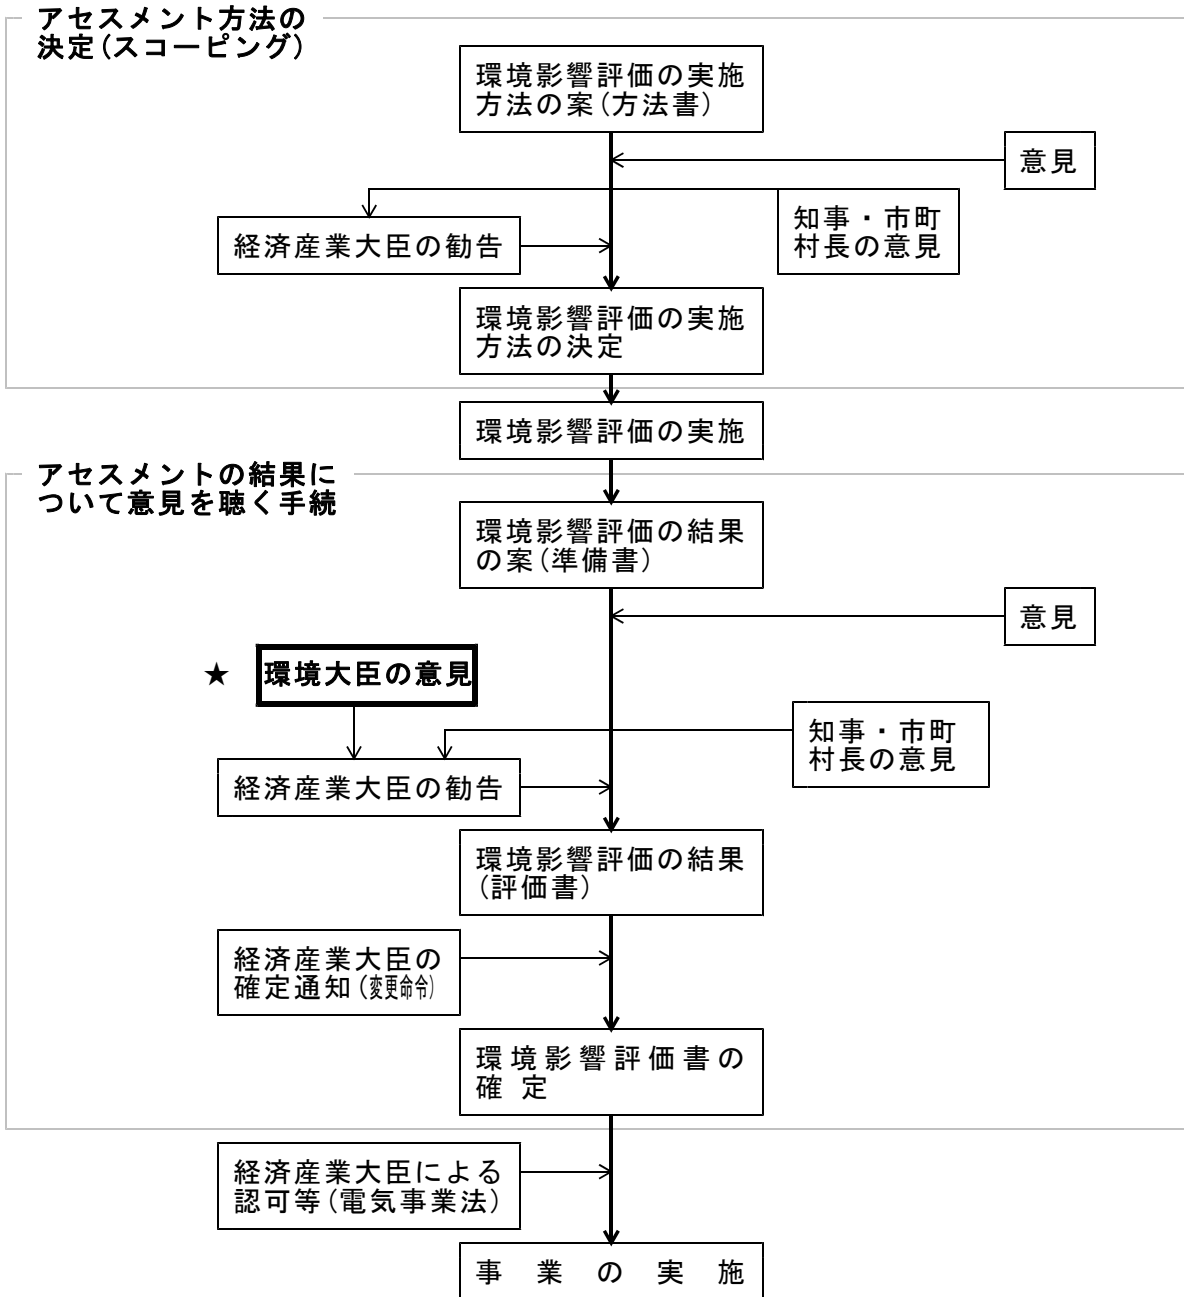 アセスメント方法の
決定(スコーピング)
環境影響評価の実施
方法の案(方法書)
意見
知事・市町
村長の意見
経済産業大臣の勧告
環境影響評価の実施
方法の決定
環境影響評価の実施
アセスメントの結果に
ついて意見を聴く手続
環境影響評価の結果
の案(準備書)
意見
★ 環境大臣の意見
知事・市町
村長の意見
経済産業大臣の勧告
環境影響評価の結果
(評価書)
経済産業大臣の
確定通知(変更命令)
環境影響評価書の
確 定
経済産業大臣による
認可等(電気事業法)
事 業 の 実 施